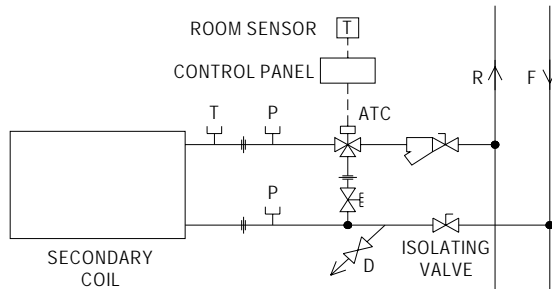 ROOM SENSOR T
CONTROL PANEL
R F
T P ATC
P
SECONDARY
COIL
D
ISOLATING
VALVE